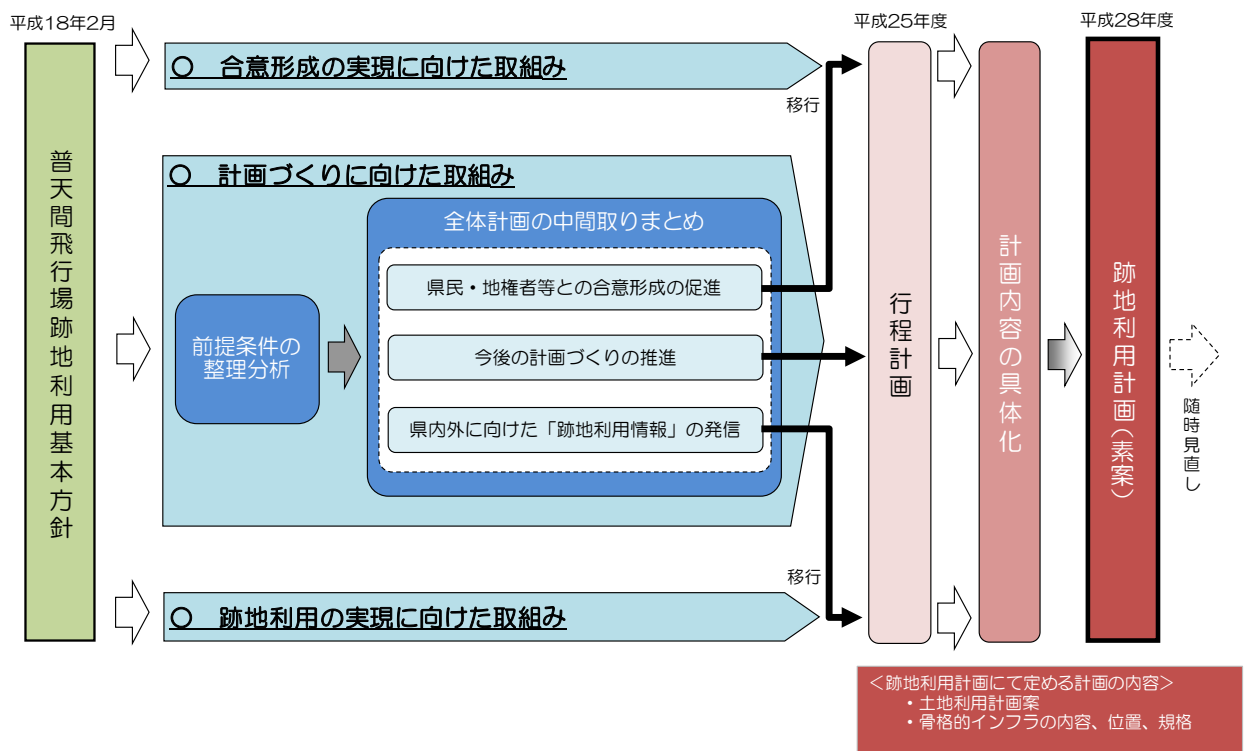 平成18年2月
平成25年度
平成28年度
普天間飛行場跡地利用基本方針
〇　合意形成の実現に向けた取組み
移行
〇　計画づくりに向けた取組み
前提条件の
整理分析
全体計画の中間取りまとめ
県民・地権者等との合意形成の促進
今後の計画づくりの推進
県内外に向けた「跡地利用情報」の発信
移行
〇　跡地利用の実現に向けた取組み
行程計画
計画内容の具体化
跡地利用計画(素案)
随時見直し
＜跡地利用計画にて定める計画の内容＞
・土地利用計画案
・骨格的インフラの内容、位置、規格